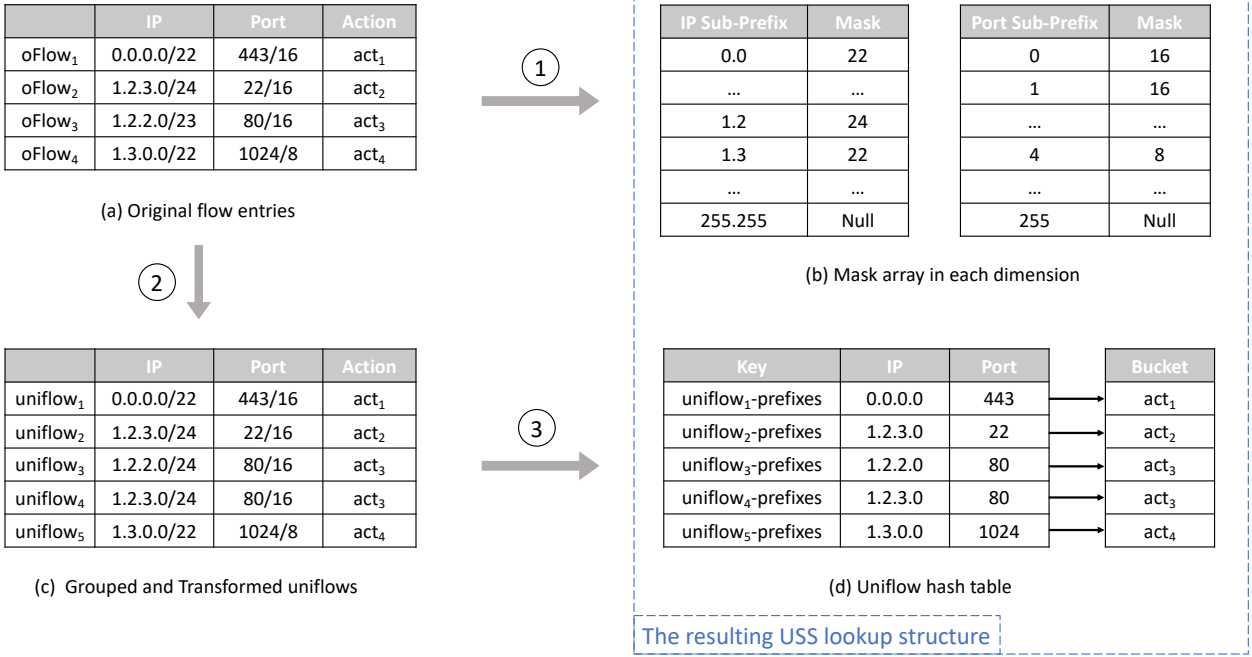 IP Port Action
oFlow₁ 0.0.0.0/22 443/16 act₁
oFlow₂ 1.2.3.0/24 22/16 act₂
oFlow₃ 1.2.2.0/23 80/16 act₃
oFlow₄ 1.3.0.0/22 1024/8 act₄
(a) Original flow entries
1
IP Sub-Prefix Mask
0.0 22
... ...
1.2 24
1.3 22
... ...
255.255 Null
Port Sub-Prefix Mask
0 16
1 16
... ...
4 8
... ...
255 Null
(b) Mask array in each dimension
2
IP Port Action
uniflow₁ 0.0.0.0/22 443/16 act₁
uniflow₂ 1.2.3.0/24 22/16 act₂
uniflow₃ 1.2.2.0/24 80/16 act₃
uniflow₄ 1.2.3.0/24 80/16 act₃
uniflow₅ 1.3.0.0/22 1024/8 act₄
(c) Grouped and Transformed uniflows
3
Key IP Port Bucket
uniflow₁-prefixes 0.0.0.0 443 act₁
uniflow₂-prefixes 1.2.3.0 22 act₂
uniflow₃-prefixes 1.2.2.0 80 act₃
uniflow₄-prefixes 1.2.3.0 80 act₃
uniflow₅-prefixes 1.3.0.0 1024 act₄
(d) Uniflow hash table
The resulting USS lookup structure